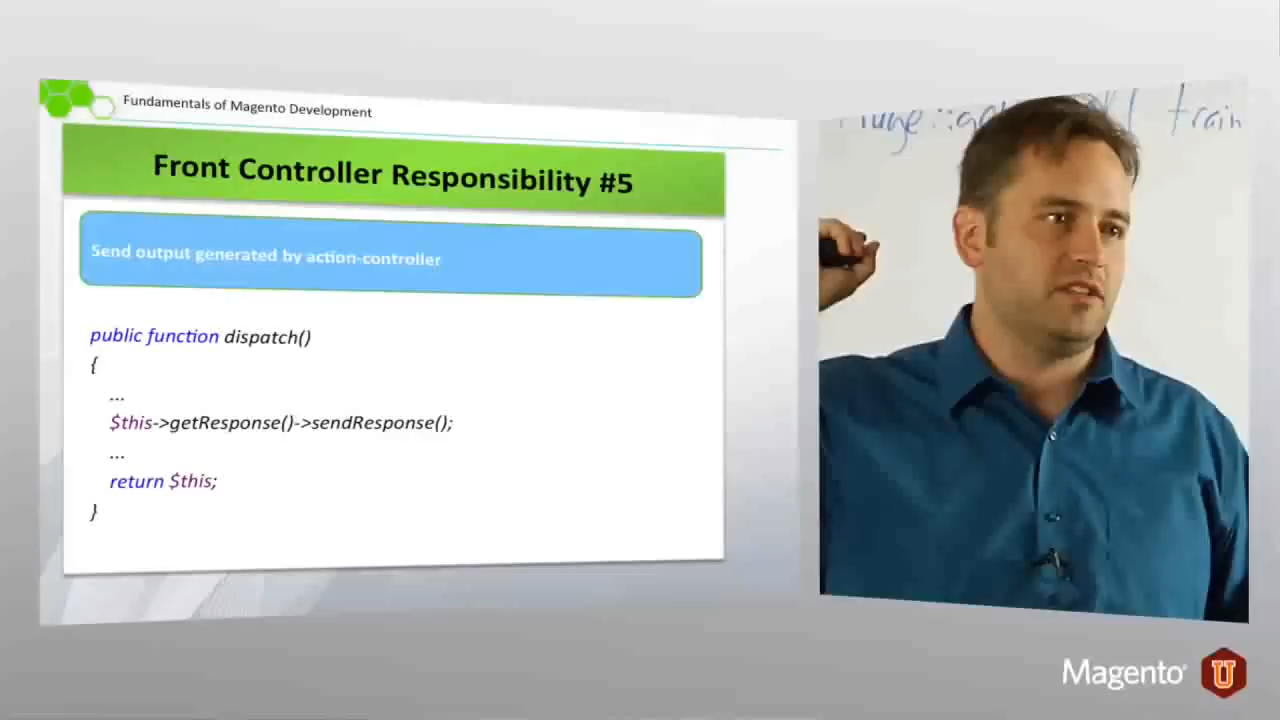 Fundamentals of Magento Development
Front Controller Responsibility #5
Send output generated by action-controller
public function dispatch()
{
...
$this->getResponse()->sendResponse();
...
return $this;
}
train
Magento
U